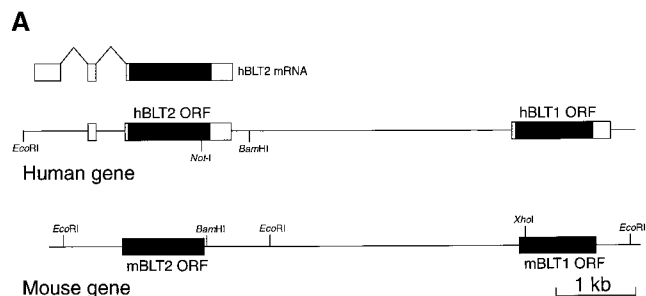 A
hBLT2 mRNA
hBLT2 ORF hBLT1 ORF
EcoRI NotI BamHI
Human gene
EcoRI BamHI EcoRI XhoI EcoRI
mBLT2 ORF mBLT1 ORF
Mouse gene 1 kb